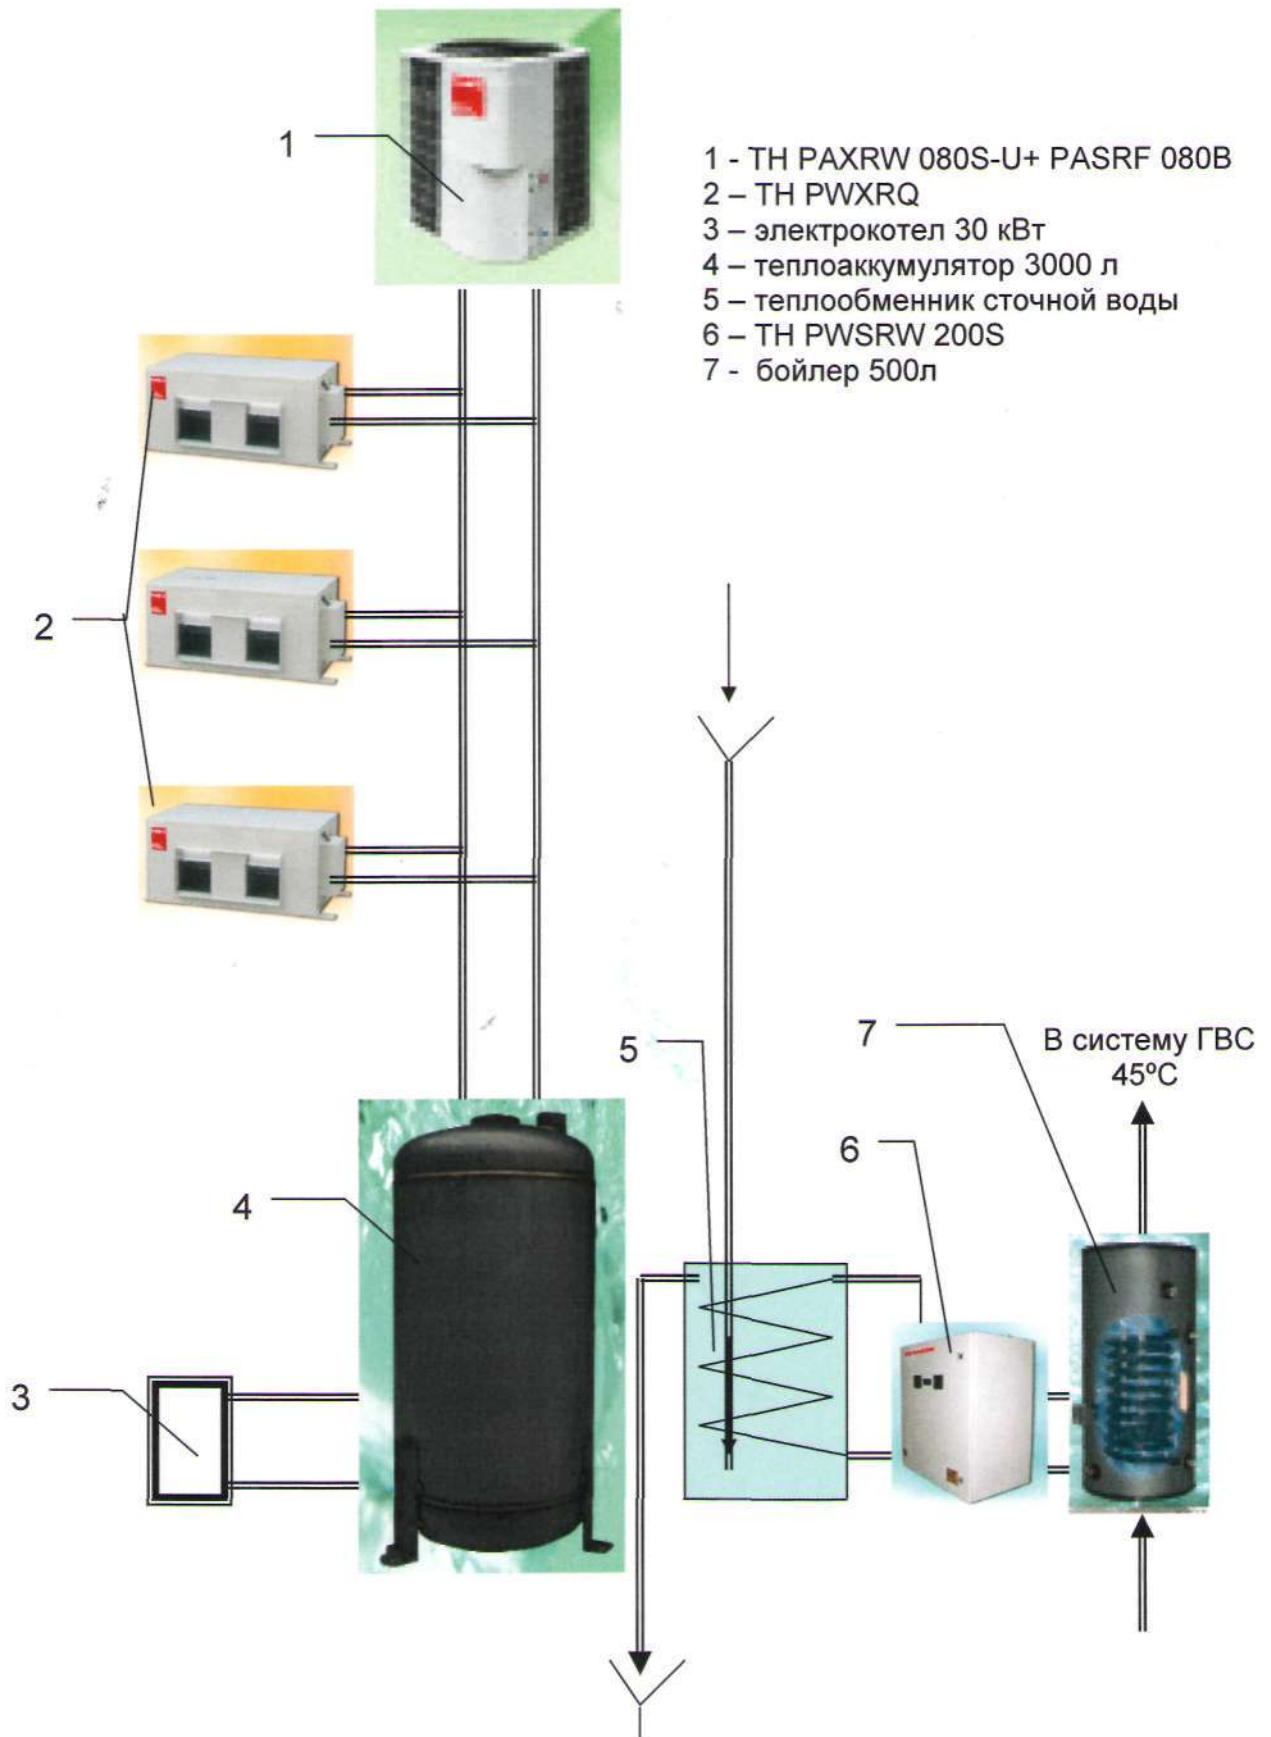 1
1 - ТН PAXRW 080S-U+ PASRF 080B
2 – ТН PWXRQ
3 – электрокотел 30 кВт
4 – теплоаккумулятор 3000 л
5 – теплообменник сточной воды
6 – ТН PWSRW 200S
7 - бойлер 500л
2
7
В систему ГВС
45ºС
5
6
4
3